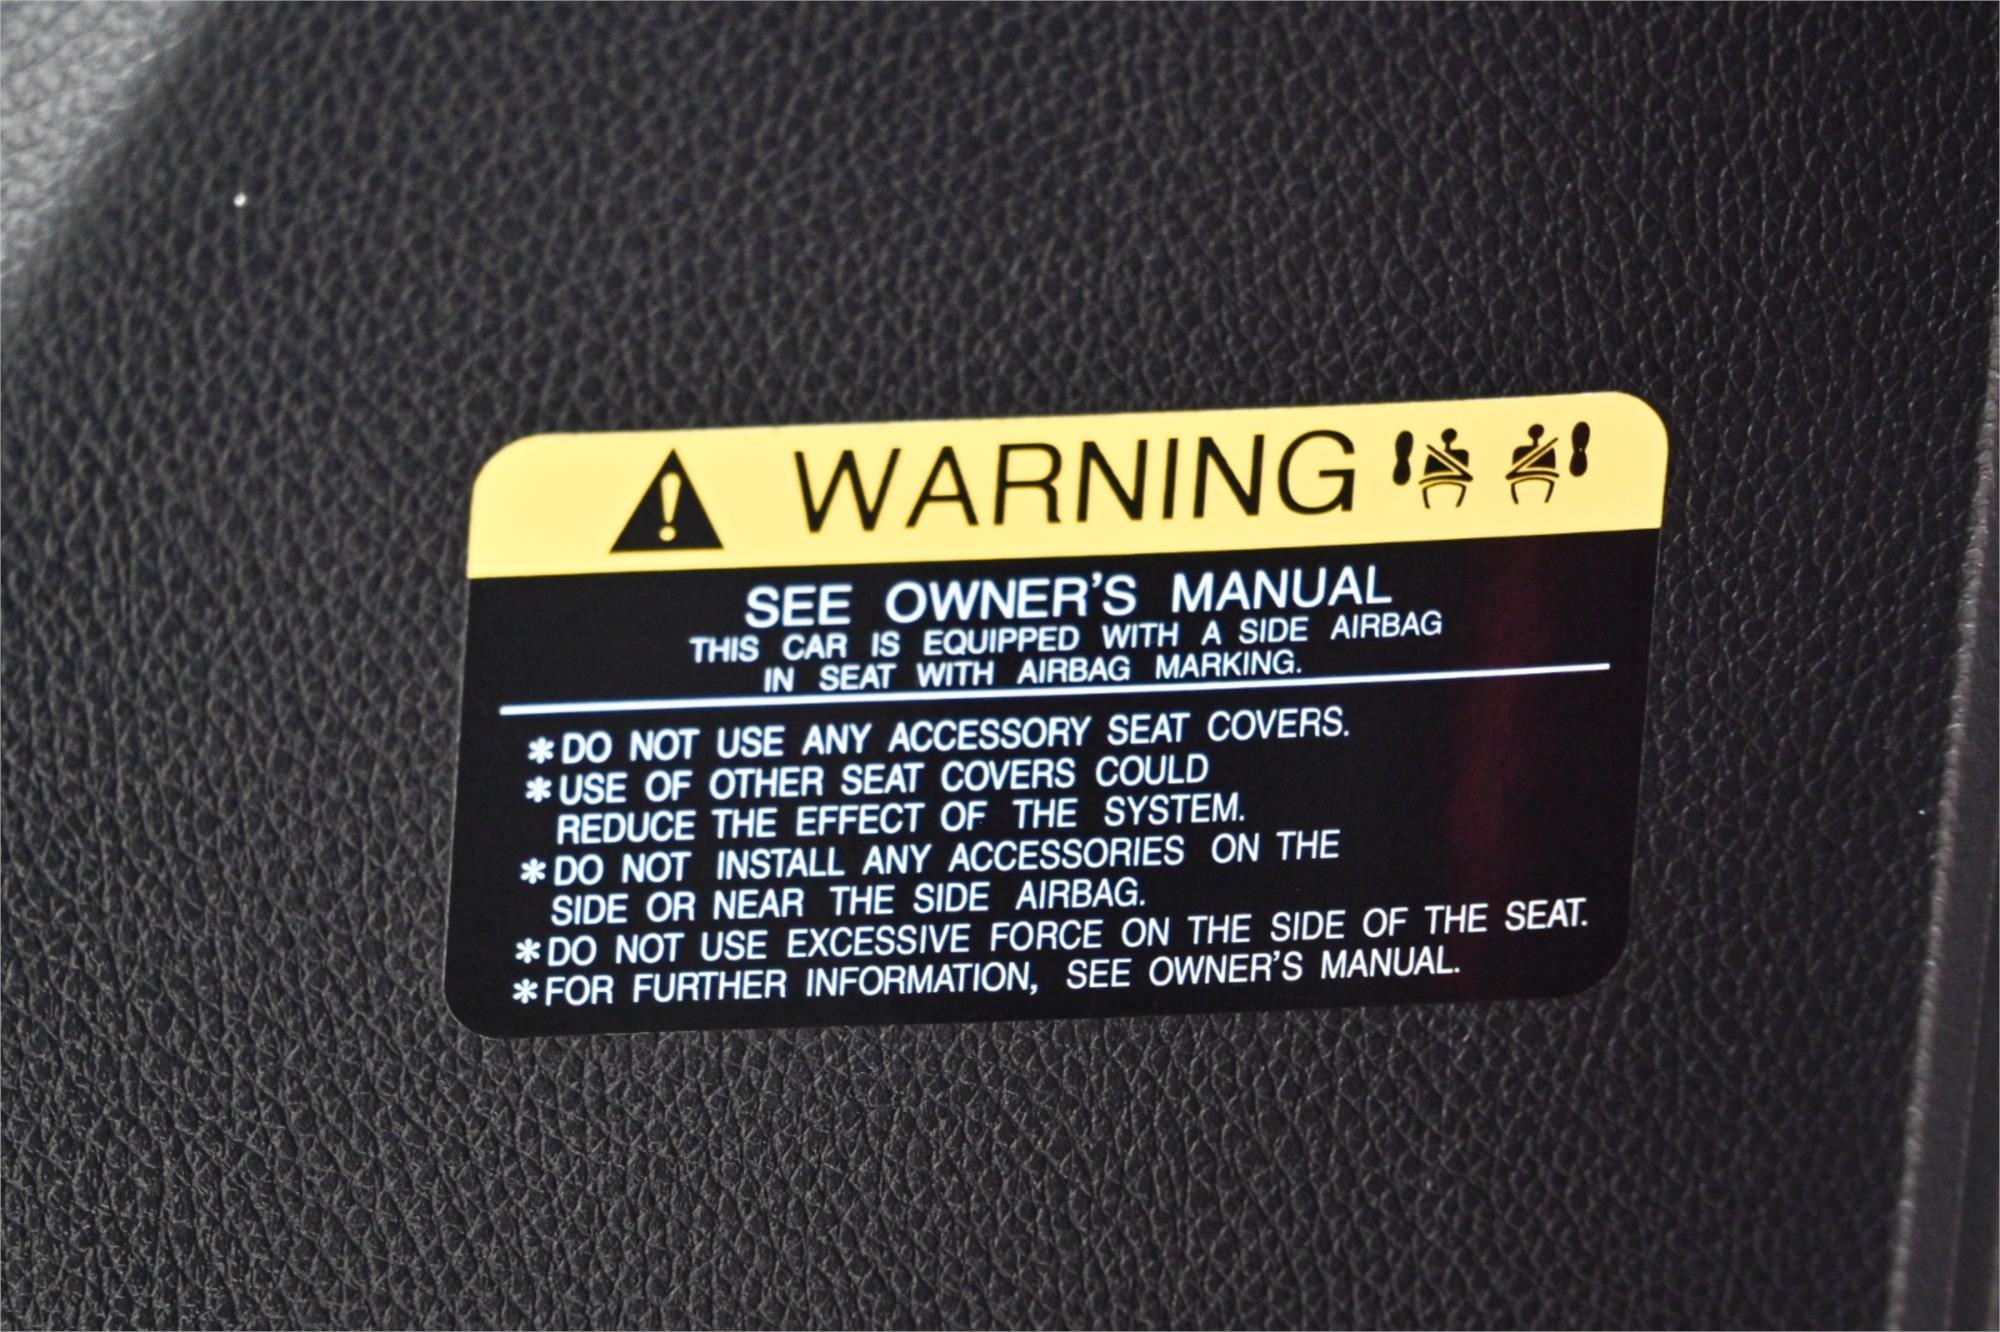 WARNING
SEE OWNER'S MANUAL
THIS CAR IS EQUIPPED WITH A SIDE AIRBAG
IN SEAT WITH AIRBAG MARKING.
*DO NOT USE ANY ACCESSORY SEAT COVERS.
*USE OF OTHER SEAT COVERS COULD
REDUCE THE EFFECT OF THE SYSTEM.
*DO NOT INSTALL ANY ACCESSORIES ON THE
SIDE OR NEAR THE SIDE AIRBAG.
*DO NOT USE EXCESSIVE FORCE ON THE SIDE OF THE SEAT.
*FOR FURTHER INFORMATION, SEE OWNER'S MANUAL.